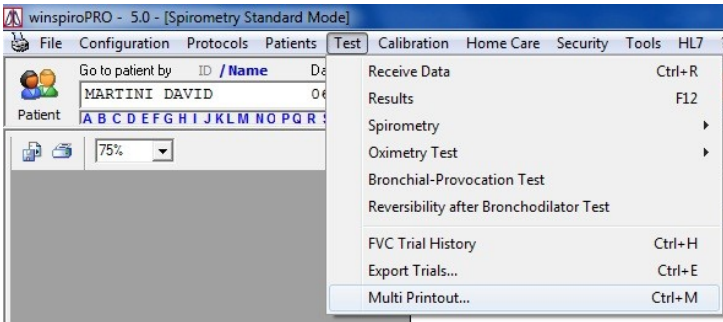 winspiroPRO - 5.0 - [Spirometry Standard Mode]
File Configuration Protocols Patients Test Calibration Home Care Security Tools HL7
Go to patient by ID / Name
MARTINI DAVID
Patient
A B C D E F G H I J K L M N O P Q R
75%
Receive Data Ctrl+R
Results F12
Spirometry
Oximetry Test
Bronchial-Provocation Test
Reversibility after Bronchodilator Test
FVC Trial History Ctrl+H
Export Trials... Ctrl+E
Multi Printout... Ctrl+M